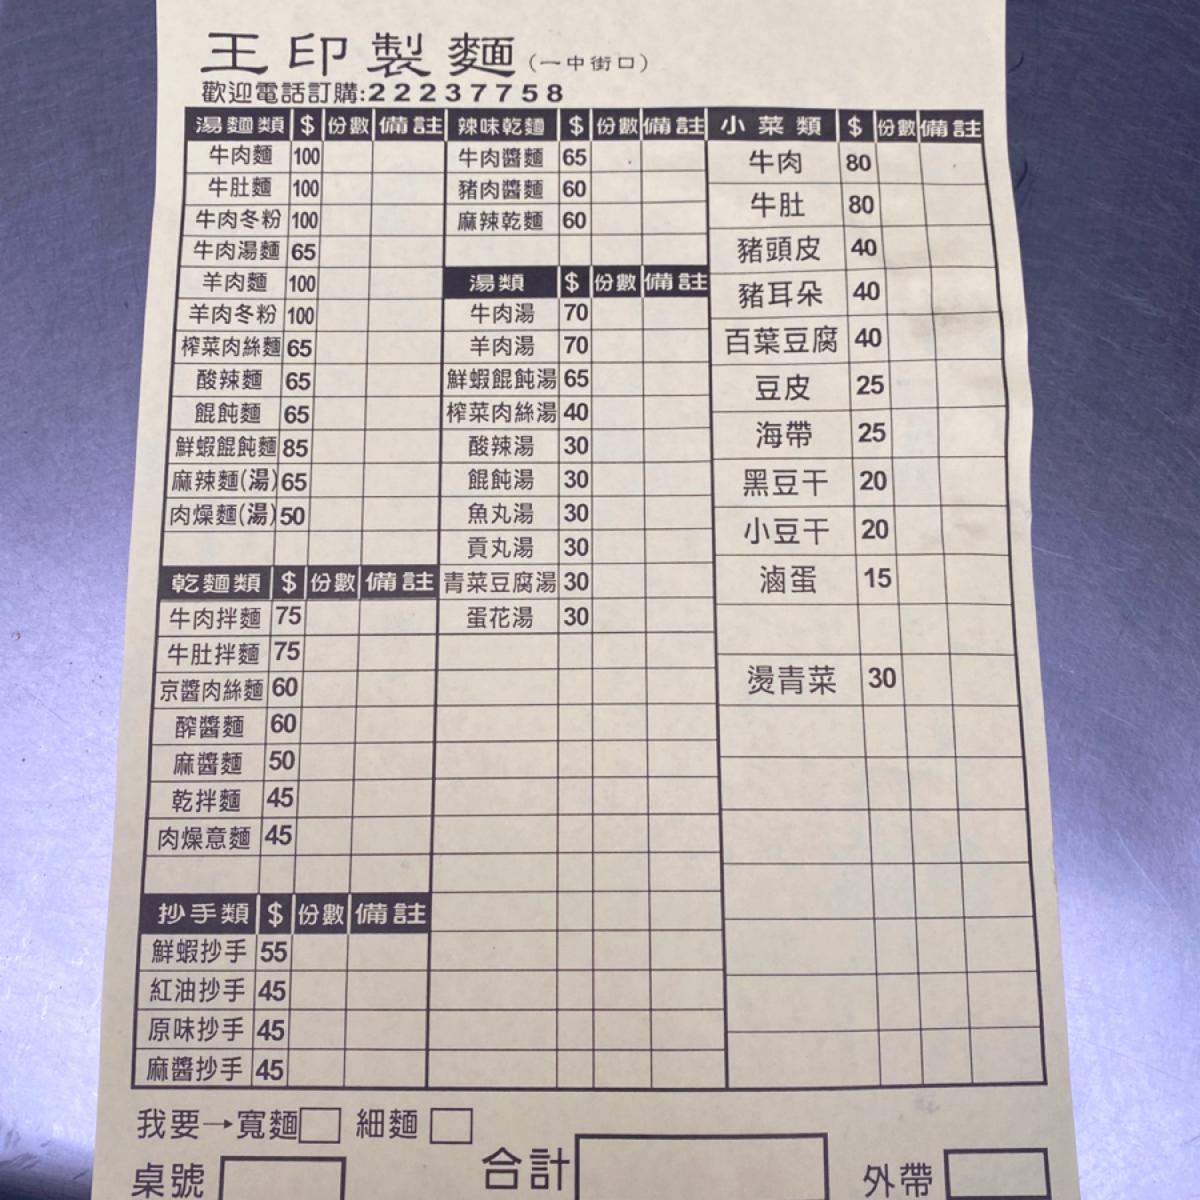 王印製麵(一中街口)
歡迎電話訂購:22237758
湯麵類 $ 份數 備註
牛肉麵 100
牛肚麵 100
牛肉冬粉 100
牛肉湯麵 65
羊肉麵 100
羊肉冬粉 100
榨菜肉絲麵 65
酸辣麵 65
餛飩麵 65
鮮蝦餛飩麵 85
麻辣麵(湯) 65
肉燥麵(湯) 50
乾麵類 $ 份數 備註
牛肉拌麵 75
牛肚拌麵 75
京醬肉絲麵 60
醡醬麵 60
麻醬麵 50
乾拌麵 45
肉燥意麵 45
抄手類 $ 份數 備註
鮮蝦抄手 55
紅油抄手 45
原味抄手 45
麻醬抄手 45
辣味乾麵 $ 份數 備註
牛肉醬麵 65
豬肉醬麵 60
麻辣乾麵 60
湯類 $ 份數 備註
牛肉湯 70
羊肉湯 70
鮮蝦餛飩湯 65
榨菜肉絲湯 40
酸辣湯 30
餛飩湯 30
魚丸湯 30
貢丸湯 30
青菜豆腐湯 30
蛋花湯 30
小菜類 $ 份數 備註
牛肉 80
牛肚 80
豬頭皮 40
豬耳朵 40
百葉豆腐 40
豆皮 25
海帶 25
黑豆干 20
小豆干 20
滷蛋 15
燙青菜 30
我要→寬麵 細麵
桌號 合計 外帶